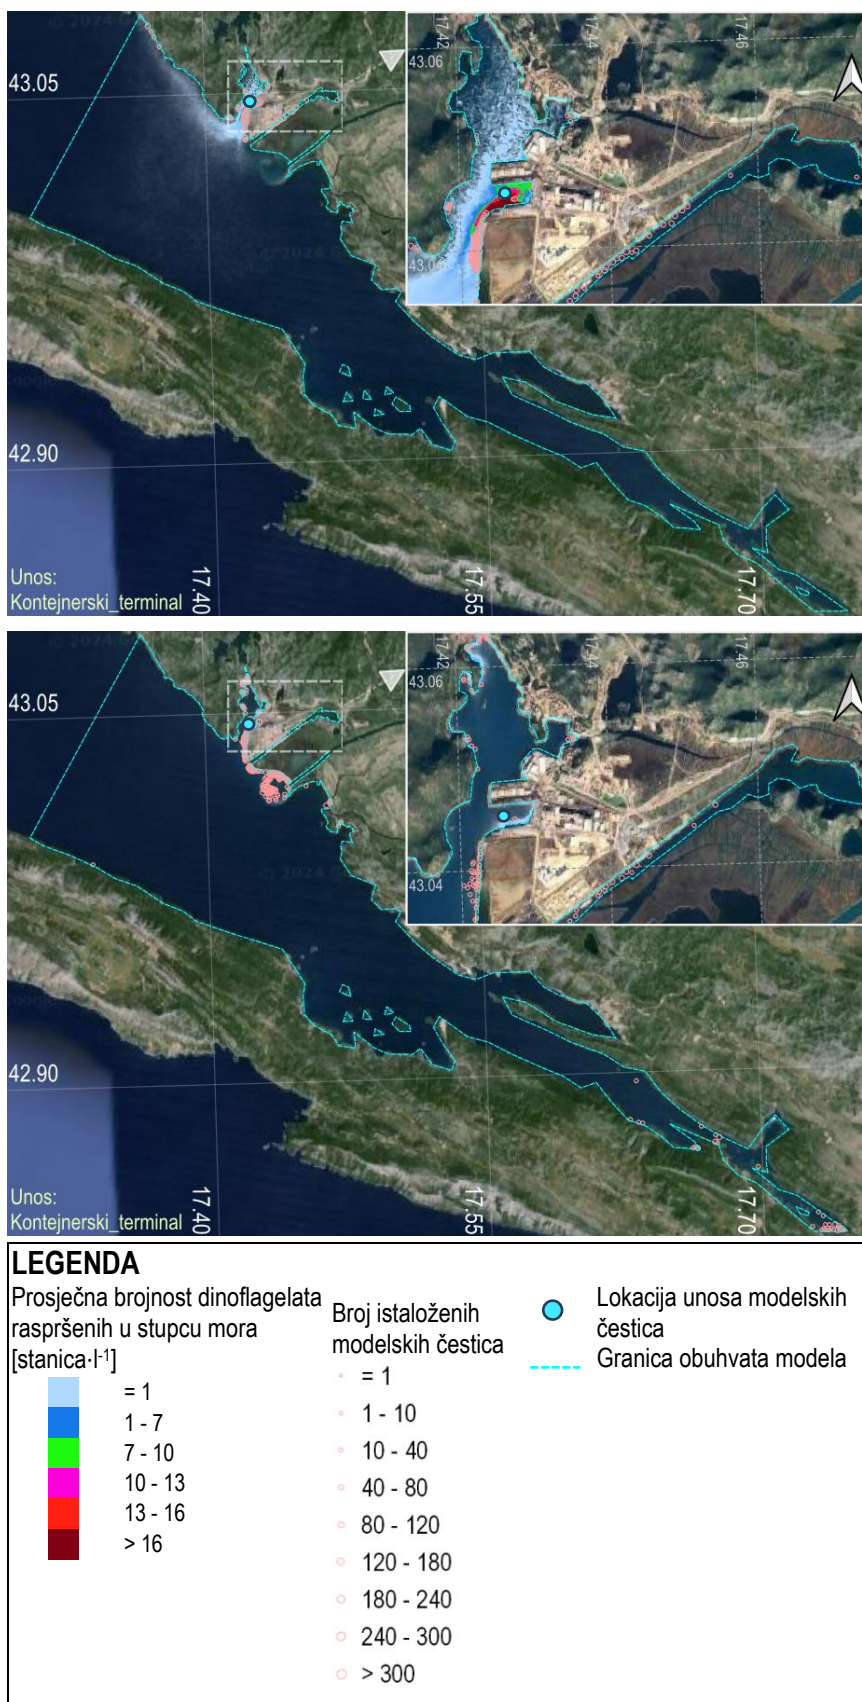 © 2024 G
17.42
17.44
17.46
43.06
43.05
43.04
42.90
17.40
17.55
17.70
Unos:
Kontejnerski_terminal
© 2024
17.42
17.44
17.46
43.06
43.05
43.04
© 2024 G
42.90
17.40
17.55
17.70
Unos:
Kontejnerski_terminal
LEGENDA
Prosječna brojnost dinoflagelata
raspršenih u stupcu mora
[stanica·l-1]
= 1
1 - 7
7 - 10
10 - 13
13 - 16
> 16
Broj istaloženih
modelskih čestica
= 1
1 - 10
10 - 40
40 - 80
80 - 120
120 - 180
180 - 240
240 - 300
> 300
Lokacija unosa modelskih
čestica
Granica obuhvata modela